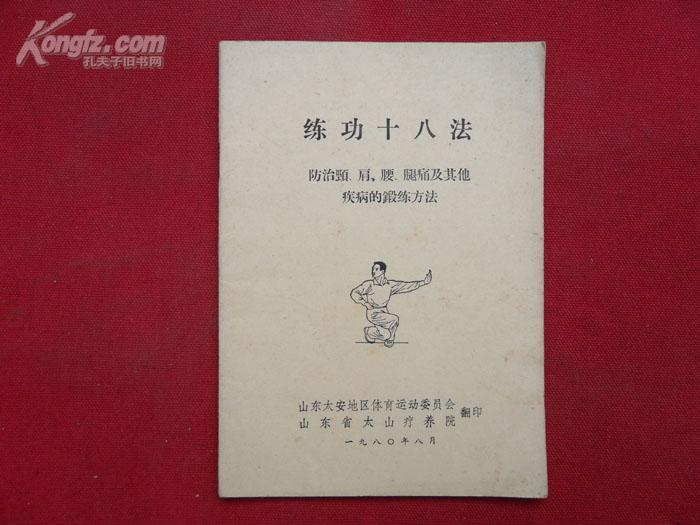 Kongfz.com
孔夫子旧书网
练功十八法
防治頸、肩、腰、腿痛及其他
疾病的鍛练方法
山东太安地区体育运动委员会
山东省太山疗养院
翻印
一九八〇年八月